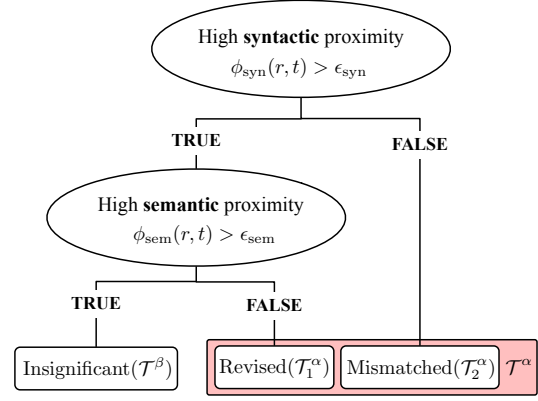 High syntactic proximity
ϕ_syn(r, t) > ϵ_syn
TRUE
FALSE
High semantic proximity
ϕ_sem(r, t) > ϵ_sem
TRUE
FALSE
Insignificant(𝒯^β)
Revised(𝒯_1^α)
Mismatched(𝒯_2^α)
𝒯^α